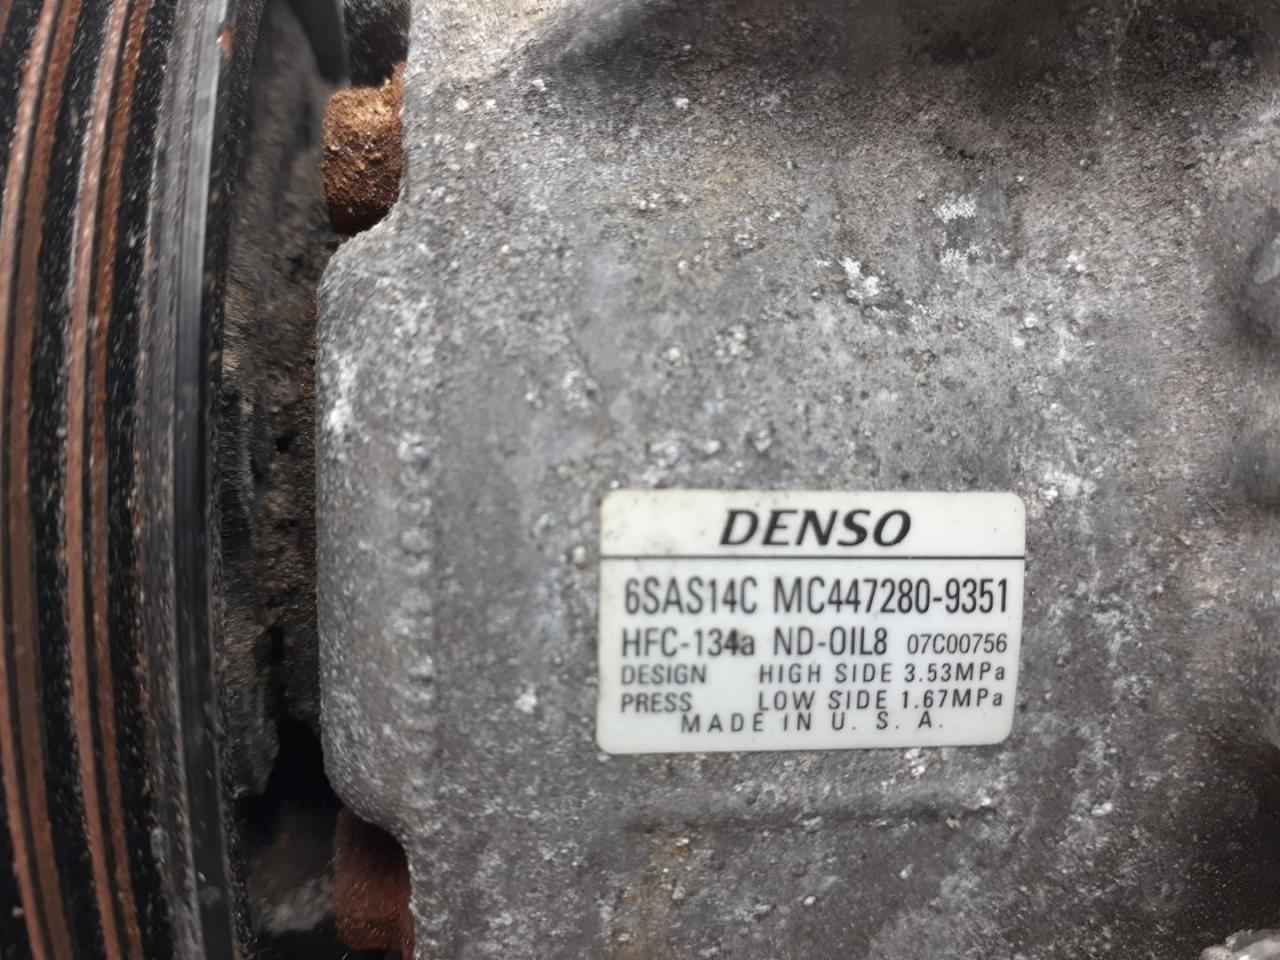 DENSO
6SAS14C MC447280-9351
HFC-134a ND-OIL8 07C00756
DESIGN HIGH SIDE 3.53MPa
PRESS LOW SIDE 1.67MPa
MADE IN U. S. A.